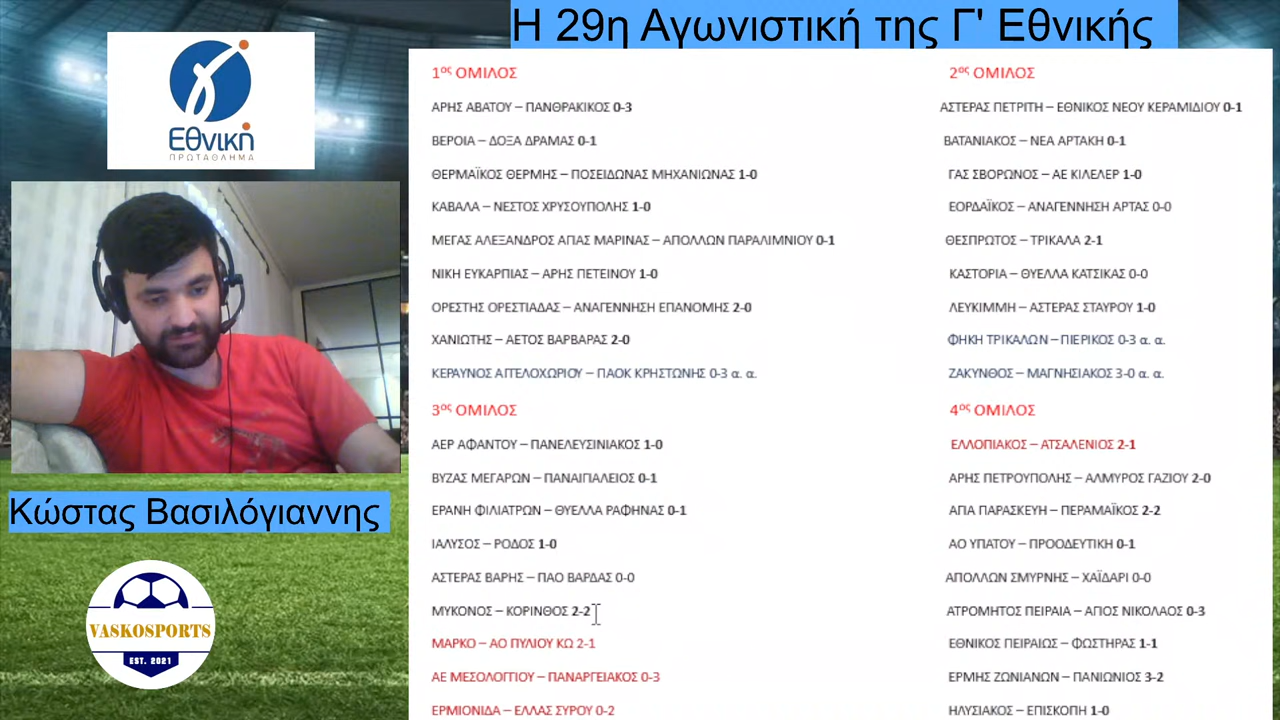 Η 29η Αγωνιστική της Γ' Εθνικής
γ
Εθνική
ΠΡΩΤΑΘΛΗΜΑ
Κώστας Βασιλόγιαννης
VASKOSPORTS
EST. 2021
1ος ΟΜΙΛΟΣ
ΑΡΗΣ ΑΒΑΤΟΥ – ΠΑΝΘΡΑΚΙΚΟΣ 0-3
ΒΕΡΟΙΑ – ΔΟΞΑ ΔΡΑΜΑΣ 0-1
ΘΕΡΜΑΪΚΟΣ ΘΕΡΜΗΣ – ΠΟΣΕΙΔΩΝΑΣ ΜΗΧΑΝΙΩΝΑΣ 1-0
ΚΑΒΑΛΑ – ΝΕΣΤΟΣ ΧΡΥΣΟΥΠΟΛΗΣ 1-0
ΜΕΓΑΣ ΑΛΕΞΑΝΔΡΟΣ ΑΓΙΑΣ ΜΑΡΙΝΑΣ – ΑΠΟΛΛΩΝ ΠΑΡΑΛΙΜΝΙΟΥ 0-1
ΝΙΚΗ ΕΥΚΑΡΠΙΑΣ – ΑΡΗΣ ΠΕΤΕΙΝΟΥ 1-0
ΟΡΕΣΤΗΣ ΟΡΕΣΤΙΑΔΑΣ – ΑΝΑΓΕΝΝΗΣΗ ΕΠΑΝΟΜΗΣ 2-0
ΧΑΝΙΩΤΗΣ – ΑΕΤΟΣ ΒΑΡΒΑΡΑΣ 2-0
ΚΕΡΑΥΝΟΣ ΑΓΓΕΛΟΧΩΡΙΟΥ – ΠΑΟΚ ΚΡΗΣΤΩΝΗΣ 0-3 α. α.
2ος ΟΜΙΛΟΣ
ΑΣΤΕΡΑΣ ΠΕΤΡΙΤΗ – ΕΘΝΙΚΟΣ ΝΕΟΥ ΚΕΡΑΜΙΔΙΟΥ 0-1
ΒΑΤΑΝΙΑΚΟΣ – ΝΕΑ ΑΡΤΑΚΗ 0-1
ΓΑΣ ΣΒΟΡΩΝΟΣ – ΑΕ ΚΙΛΕΛΕΡ 1-0
ΕΟΡΔΑΪΚΟΣ – ΑΝΑΓΕΝΝΗΣΗ ΑΡΤΑΣ 0-0
ΘΕΣΠΡΩΤΟΣ – ΤΡΙΚΑΛΑ 2-1
ΚΑΣΤΟΡΙΑ – ΘΥΕΛΛΑ ΚΑΤΣΙΚΑΣ 0-0
ΛΕΥΚΙΜΜΗ – ΑΣΤΕΡΑΣ ΣΤΑΥΡΟΥ 1-0
ΦΗΚΗ ΤΡΙΚΑΛΩΝ – ΠΙΕΡΙΚΟΣ 0-3 α. α.
ΖΑΚΥΝΘΟΣ – ΜΑΓΝΗΣΙΑΚΟΣ 3-0 α. α.
3ος ΟΜΙΛΟΣ
ΑΕΡ ΑΦΑΝΤΟΥ – ΠΑΝΕΛΕΥΣΙΝΙΑΚΟΣ 1-0
ΒΥΖΑΣ ΜΕΓΑΡΩΝ – ΠΑΝΑΙΓΙΑΛΕΙΟΣ 0-1
ΕΡΑΝΗ ΦΙΛΙΑΤΡΩΝ – ΘΥΕΛΛΑ ΡΑΦΗΝΑΣ 0-1
ΙΑΛΥΣΟΣ – ΡΟΔΟΣ 1-0
ΑΣΤΕΡΑΣ ΒΑΡΗΣ – ΠΑΟ ΒΑΡΔΑΣ 0-0
ΜΥΚΟΝΟΣ – ΚΟΡΙΝΘΟΣ 2-2
ΜΑΡΚΟ – ΑΟ ΠΥΛΙΟΥ ΚΩ 2-1
ΑΕ ΜΕΣΟΛΟΓΓΙΟΥ – ΠΑΝΑΡΓΕΙΑΚΟΣ 0-3
ΕΡΜΙΟΝΙΔΑ – ΕΛΛΑΣ ΣΥΡΟΥ 0-2
4ος ΟΜΙΛΟΣ
ΕΛΛΟΠΙΑΚΟΣ – ΑΤΣΑΛΕΝΙΟΣ 2-1
ΑΡΗΣ ΠΕΤΡΟΥΠΟΛΗΣ – ΑΛΜΥΡΟΣ ΓΑΖΙΟΥ 2-0
ΑΓΙΑ ΠΑΡΑΣΚΕΥΗ – ΠΕΡΑΜΑΪΚΟΣ 2-2
ΑΟ ΥΠΑΤΟΥ – ΠΡΟΟΔΕΥΤΙΚΗ 0-1
ΑΠΟΛΛΩΝ ΣΜΥΡΝΗΣ – ΧΑΪΔΑΡΙ 0-0
ΑΤΡΟΜΗΤΟΣ ΠΕΙΡΑΙΑ – ΑΓΙΟΣ ΝΙΚΟΛΑΟΣ 0-3
ΕΘΝΙΚΟΣ ΠΕΙΡΑΙΩΣ – ΦΩΣΤΗΡΑΣ 1-1
ΕΡΜΗΣ ΖΩΝΙΑΝΩΝ – ΠΑΝΙΩΝΙΟΣ 3-2
ΗΛΥΣΙΑΚΟΣ – ΕΠΙΣΚΟΠΗ 1-0